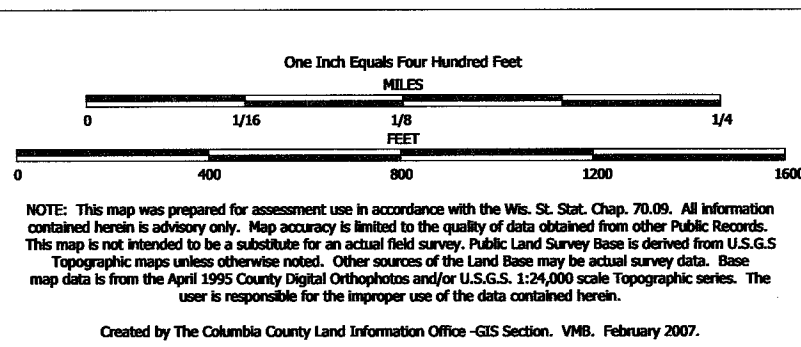 One Inch Equals Four Hundred Feet
MILES
0 1/16 1/8 1/4
FEET
0 400 800 1200 1600
NOTE: This map was prepared for assessment use in accordance with the Wis. St. Stat. Chap. 70.09. All information
contained herein is advisory only. Map accuracy is limited to the quality of data obtained from other Public Records.
This map is not intended to be a substitute for an actual field survey. Public Land Survey Base is derived from U.S.G.S
Topographic maps unless otherwise noted. Other sources of the Land Base may be actual survey data. Base
map data is from the April 1995 County Digital Orthophotos and/or U.S.G.S. 1:24,000 scale Topographic series. The
user is responsible for the improper use of the data contained herein.
Created by The Columbia County Land Information Office -GIS Section. VMB. February 2007.